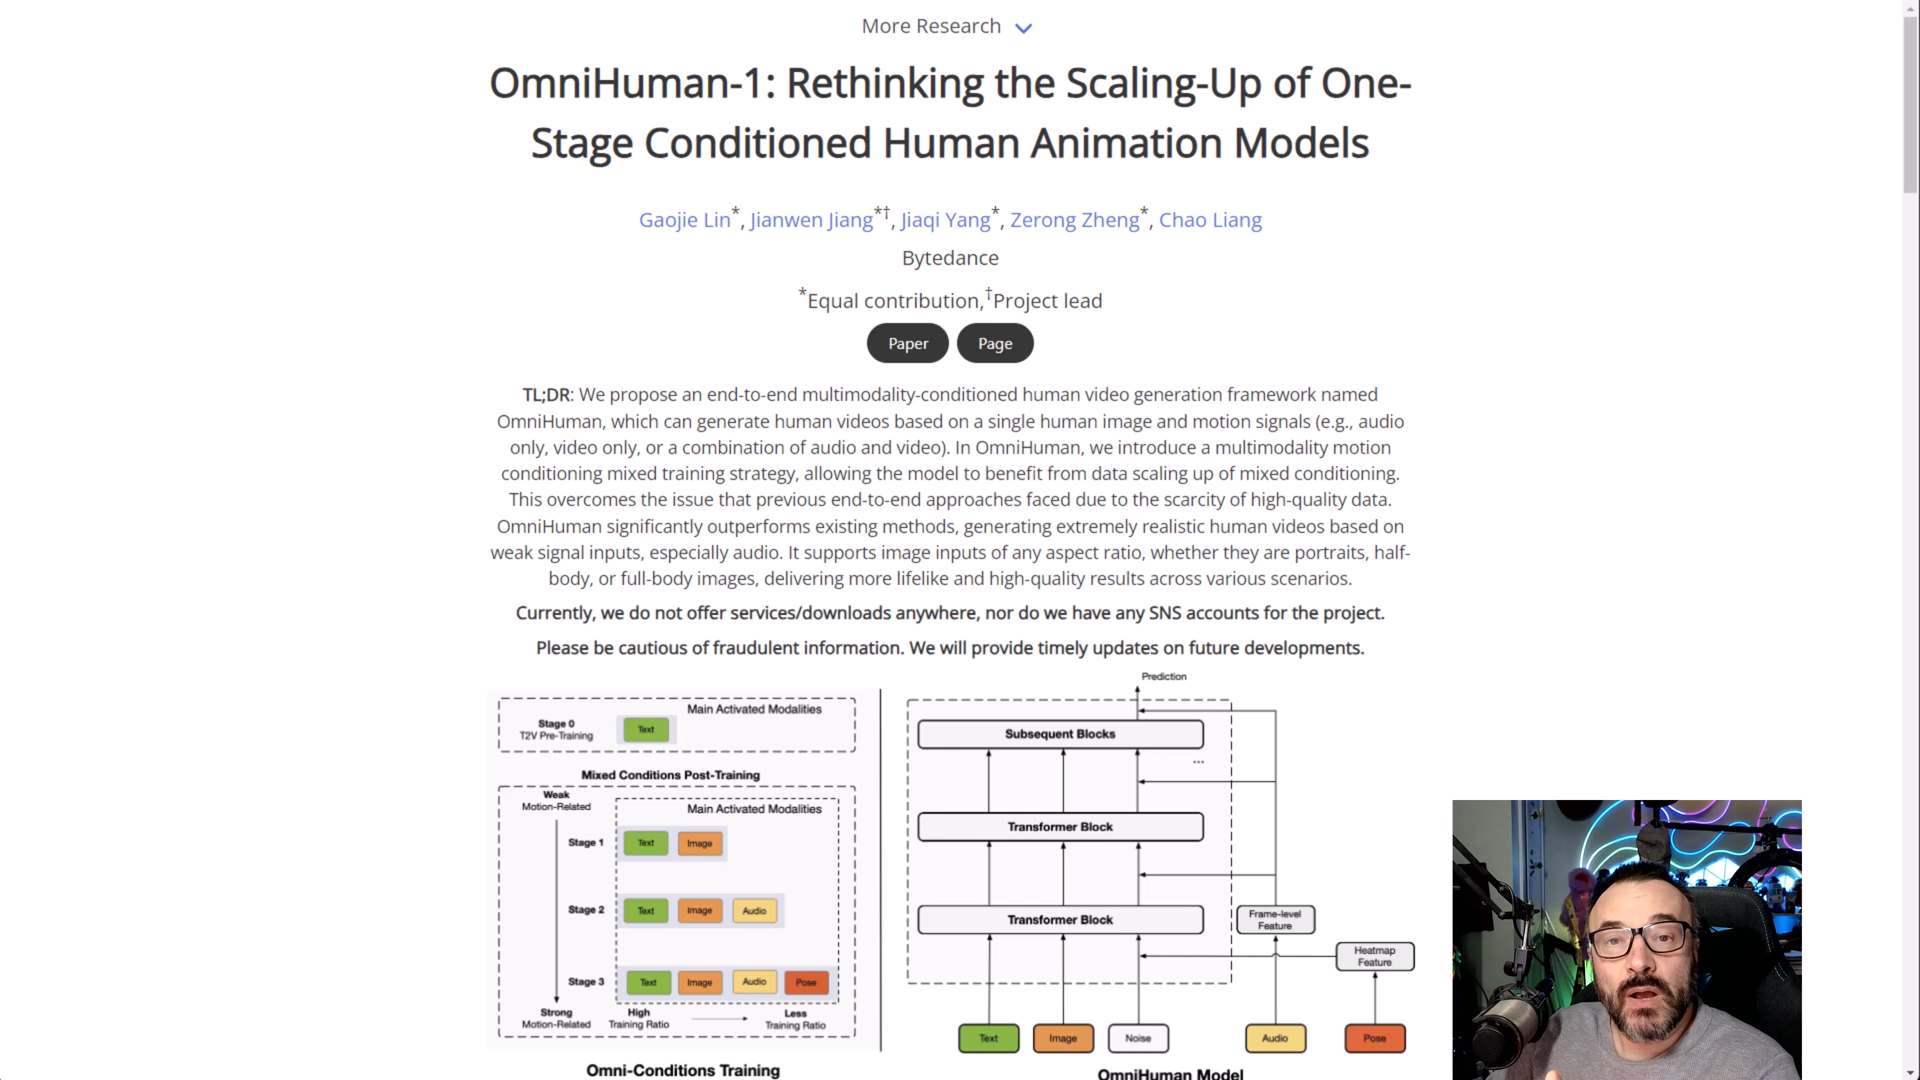 More Research
OmniHuman-1: Rethinking the Scaling-Up of One-
Stage Conditioned Human Animation Models
Gaojie Lin*, Jianwen Jiang*†, Jiaqi Yang*, Zerong Zheng*, Chao Liang
Bytedance
*Equal contribution,†Project lead
Paper Page
TL;DR: We propose an end-to-end multimodality-conditioned human video generation framework named
OmniHuman, which can generate human videos based on a single human image and motion signals (e.g., audio
only, video only, or a combination of audio and video). In OmniHuman, we introduce a multimodality motion
conditioning mixed training strategy, allowing the model to benefit from data scaling up of mixed conditioning.
This overcomes the issue that previous end-to-end approaches faced due to the scarcity of high-quality data.
OmniHuman significantly outperforms existing methods, generating extremely realistic human videos based on
weak signal inputs, especially audio. It supports image inputs of any aspect ratio, whether they are portraits, half-
body, or full-body images, delivering more lifelike and high-quality results across various scenarios.
Currently, we do not offer services/downloads anywhere, nor do we have any SNS accounts for the project.
Please be cautious of fraudulent information. We will provide timely updates on future developments.
Main Activated Modalities
Stage 0
T2V Pre-Training
Text
Mixed Conditions Post-Training
Weak
Motion-Related
Main Activated Modalities
Stage 1
Text Image
Stage 2
Text Image Audio
Stage 3
Text Image Audio Pose
Strong
Motion-Related
High
Training Ratio
Less
Training Ratio
Omni-Conditions Training
Prediction
Subsequent Blocks
...
Transformer Block
Transformer Block
Frame-level
Feature
Heatmap
Feature
Text Image Noise Audio Pose
OmniHuman Model